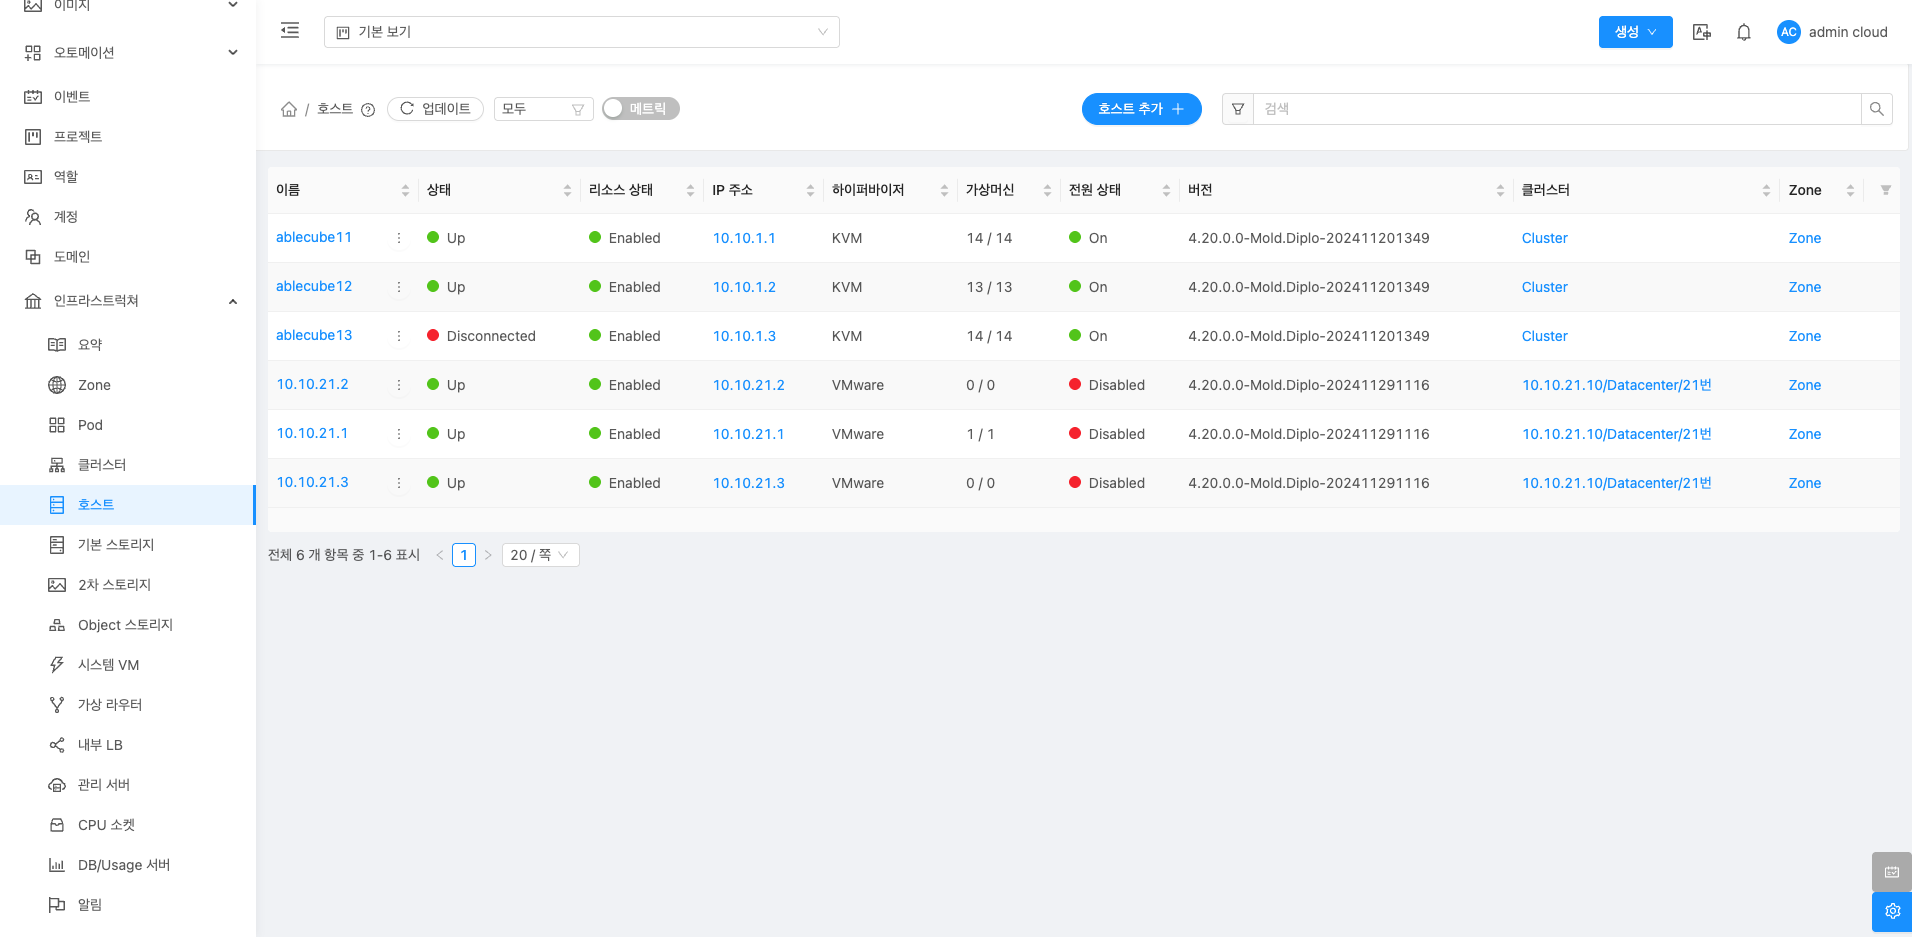 이미지
오토메이션
이벤트
프로젝트
역할
계정
도메인
인프라스트럭쳐
요약
Zone
Pod
클러스터
호스트
기본 스토리지
2차 스토리지
Object 스토리지
시스템 VM
가상 라우터
내부 LB
관리 서버
CPU 소켓
DB/Usage 서버
알림
기본 보기
생성
AC admin cloud
/ 호스트 업데이트 모두 메트릭 호스트 추가 검색
이름 상태 리소스 상태 IP 주소 하이퍼바이저 가상머신 전원 상태 버전 클러스터 Zone
ablecube11 Up Enabled 10.10.1.1 KVM 14 / 14 On 4.20.0.0-Mold.Diplo-202411201349 Cluster Zone
ablecube12 Up Enabled 10.10.1.2 KVM 13 / 13 On 4.20.0.0-Mold.Diplo-202411201349 Cluster Zone
ablecube13 Disconnected Enabled 10.10.1.3 KVM 14 / 14 On 4.20.0.0-Mold.Diplo-202411201349 Cluster Zone
10.10.21.2 Up Enabled 10.10.21.2 VMware 0 / 0 Disabled 4.20.0.0-Mold.Diplo-202411291116 10.10.21.10/Datacenter/21번 Zone
10.10.21.1 Up Enabled 10.10.21.1 VMware 1 / 1 Disabled 4.20.0.0-Mold.Diplo-202411291116 10.10.21.10/Datacenter/21번 Zone
10.10.21.3 Up Enabled 10.10.21.3 VMware 0 / 0 Disabled 4.20.0.0-Mold.Diplo-202411291116 10.10.21.10/Datacenter/21번 Zone
전체 6 개 항목 중 1-6 표시 1 20 / 쪽